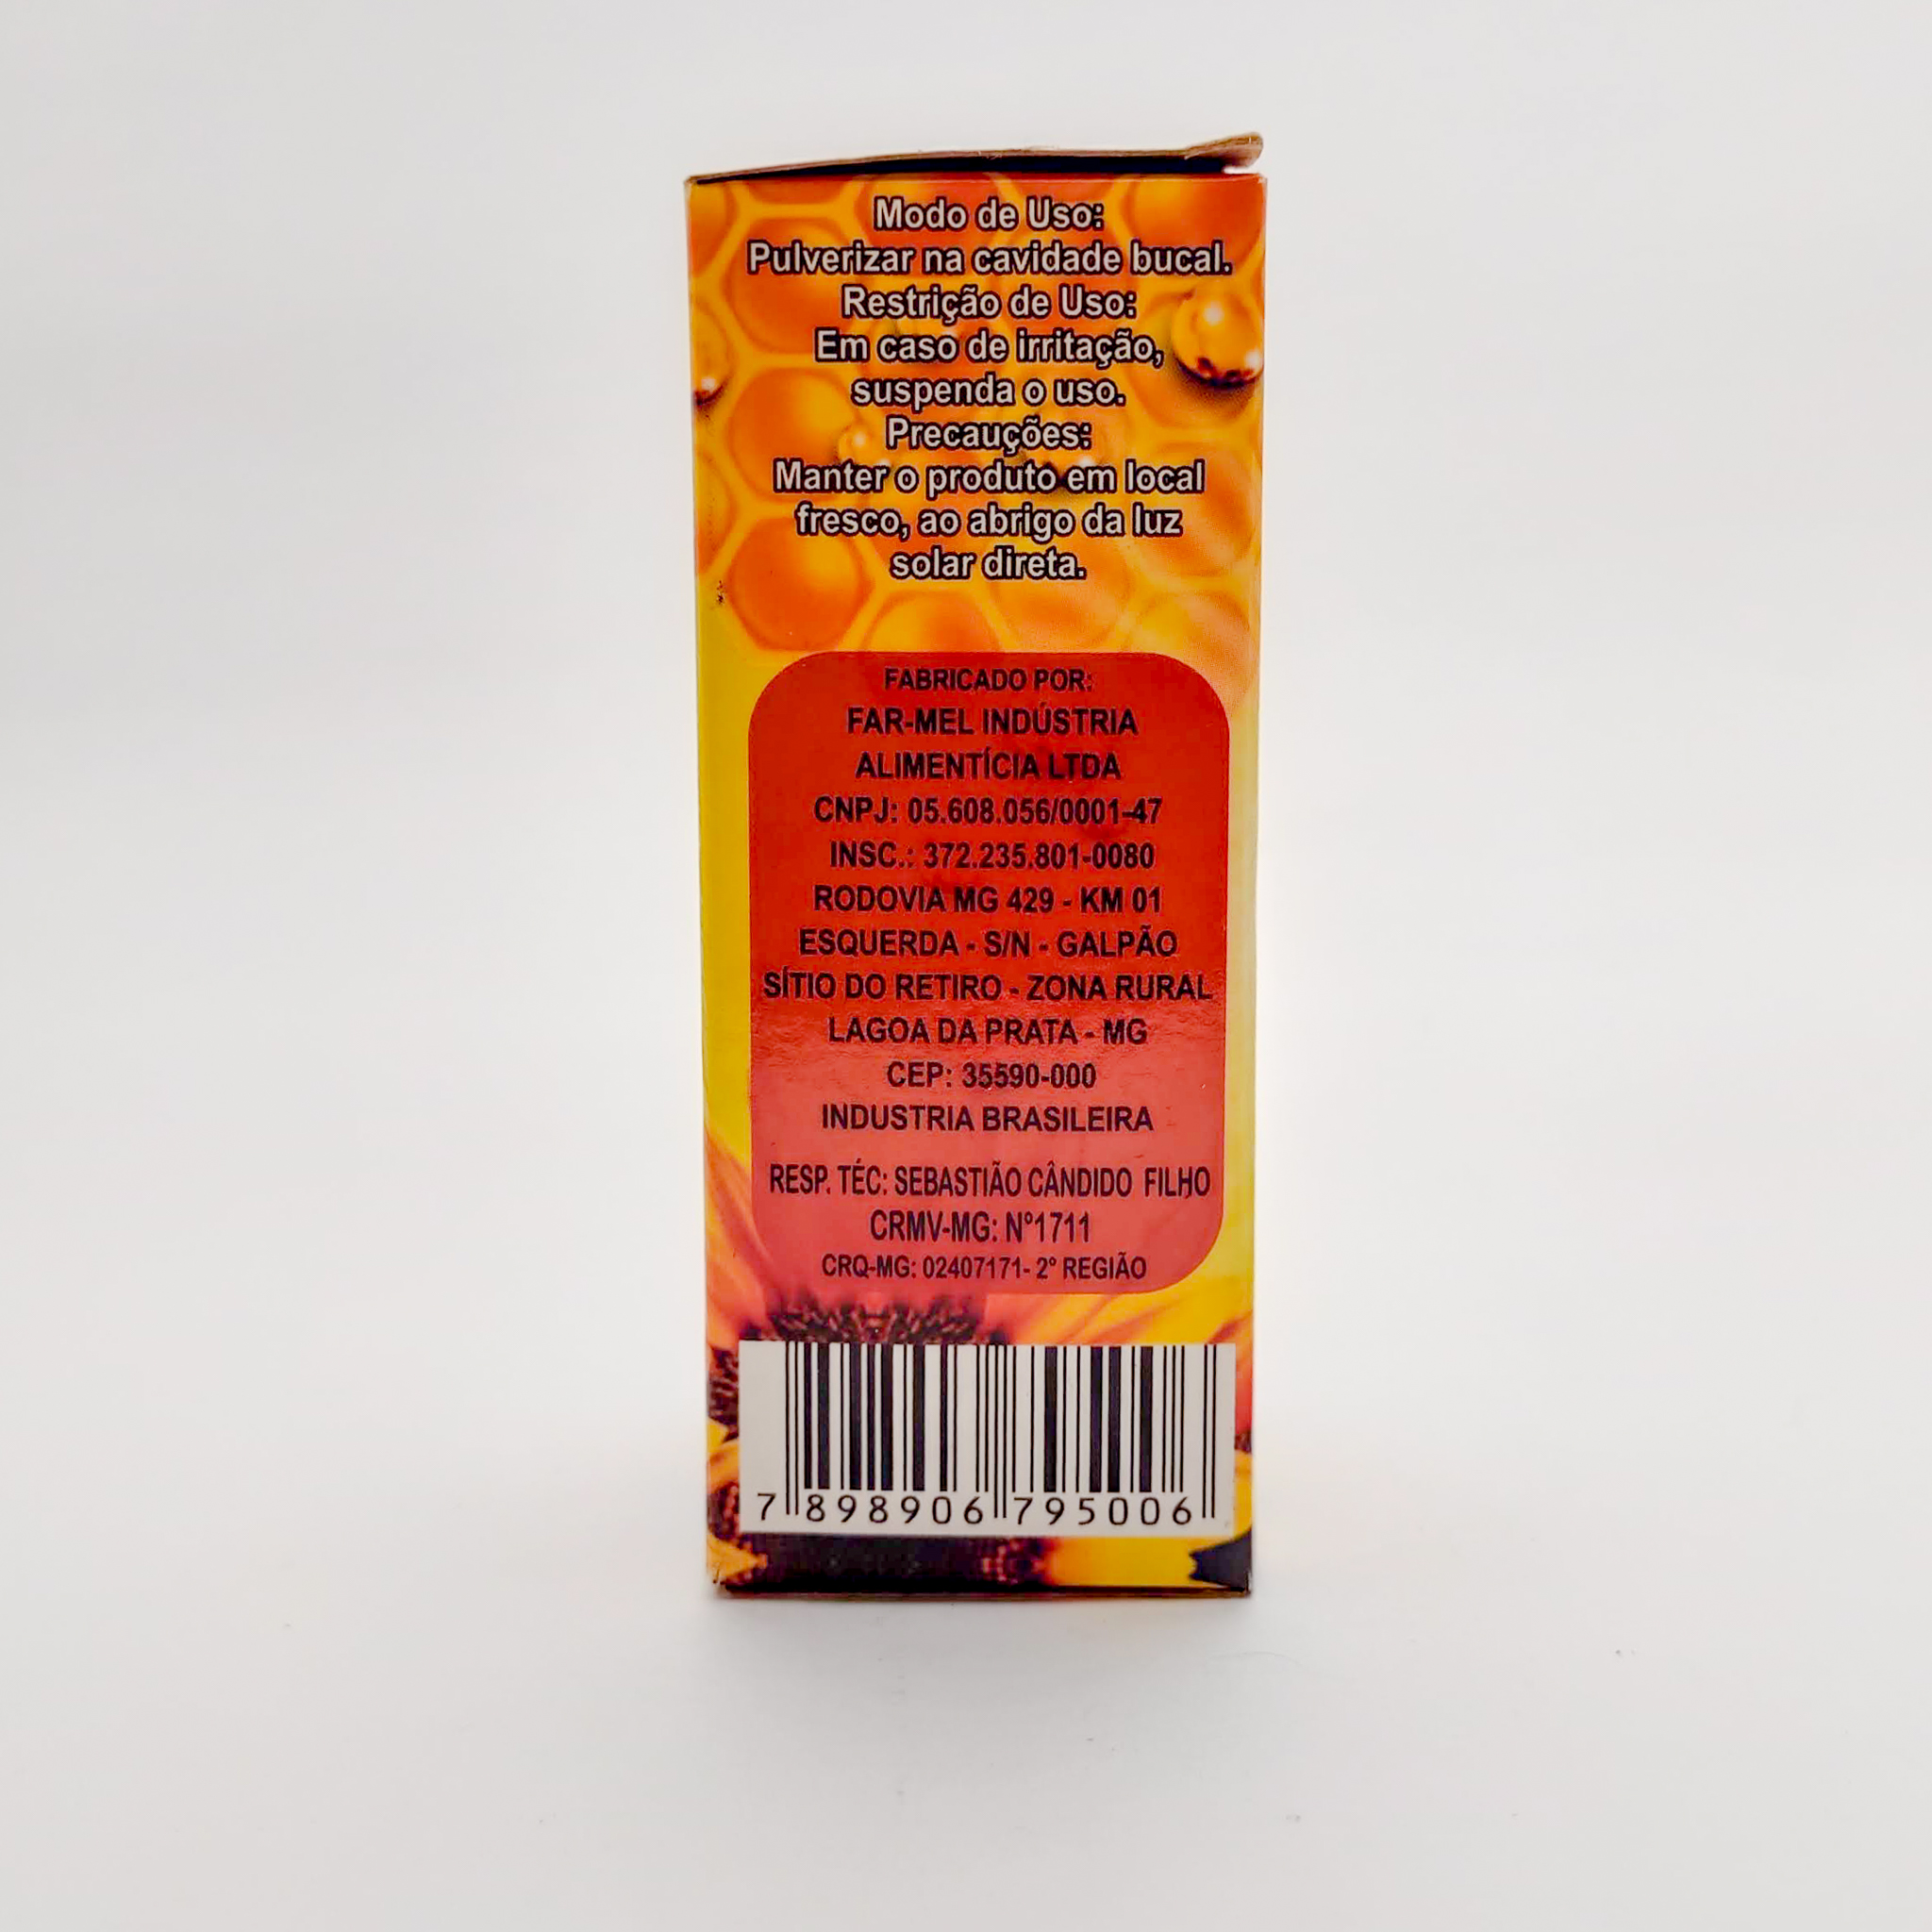 Modo de Uso:
Pulverizar na cavidade bucal.
Restrição de Uso:
Em caso de irritação,
suspenda o uso.
Precauções:
Manter o produto em local
fresco, ao abrigo da luz
solar direta.
FABRICADO POR:
FAR-MEL INDÚSTRIA
ALIMENTÍCIA LTDA
CNPJ: 05.608.056/0001-47
INSC.: 372.235.801-0080
RODOVIA MG 429 - KM 01
ESQUERDA - S/N - GALPÃO
SÍTIO DO RETIRO - ZONA RURAL
LAGOA DA PRATA - MG
CEP: 35590-000
INDUSTRIA BRASILEIRA
RESP. TÉC: SEBASTIÃO CÂNDIDO FILHO
CRMV-MG: Nº1711
CRQ-MG: 02407171- 2º REGIÃO
7 898906 795006